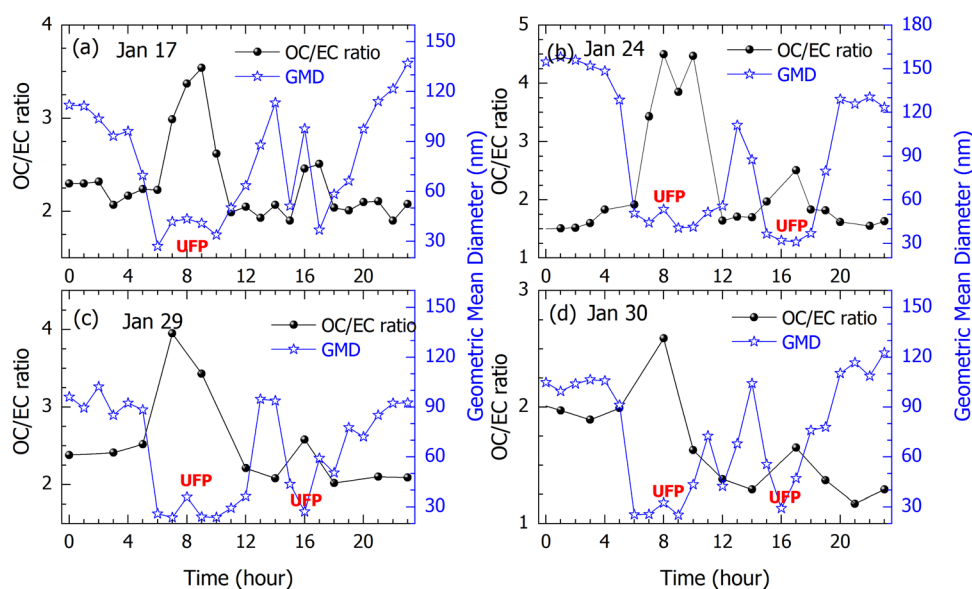 4
3
2
0 4 8 12 16 20
150
120
90
60
30
OC/EC ratio
(a) Jan 17
OC/EC ratio
GMD
UFP
5
4
3
2
1
0 4 8 12 16 20
180
150
120
90
60
30
OC/EC ratio
(b) Jan 24
OC/EC ratio
GMD
UFP
UFP
Geometric Mean Diameter (nm)
4
3
2
0 4 8 12 16 20
150
120
90
60
30
OC/EC ratio
(c) Jan 29
OC/EC ratio
GMD
UFP
UFP
Geometric Mean Diameter (nm)
Time (hour)
3
2
1
0 4 8 12 16 20
150
120
90
60
30
OC/EC ratio
(d) Jan 30
OC/EC ratio
GMD
UFP
UFP
Time (hour)